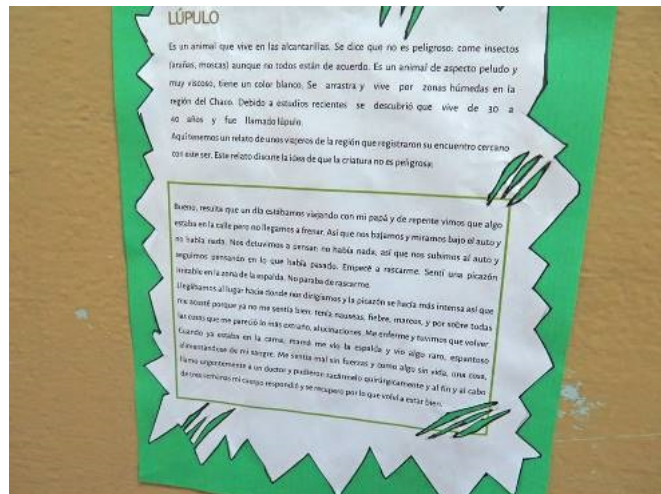 LÚPULO
Es un animal que vive en las alcantarillas. Se dice que no es peligroso: come insectos
(arañas, moscas) aunque no todos están de acuerdo. Es un animal de aspecto peludo y
muy viscoso, tiene un color blanco. Se arrastra y vive por zonas húmedas en la
región del Chaco. Debido a estudios recientes se descubrió que vive de 30 a
40 años y fue llamado lúpulo.
Aquí tenemos un relato de unos viajeros de la región que registraron su encuentro cercano
con este ser. Este relato discute la idea de que la criatura no es peligrosa:
Bueno, resulta que un día estábamos viajando con mi papá y de repente vimos que algo
estaba en la calle pero no llegamos a frenar. Así que nos bajamos y miramos bajo el auto y
no había nada. Nos detuvimos a pensar: no había nada, así que nos subimos al auto y
seguimos pensando en lo que había pasado. Empecé a rascarme. Sentí una picazón
irritable en la zona de la espalda. No paraba de rascarme.
Llegábamos al lugar hacia donde nos dirigíamos y la picazón se hacía más intensa así que
me acosté porque ya no me sentía bien: tenía nauseas, fiebre, mareos, y por sobre todas
las cosas que me pareció lo más extraño, alucinaciones. Me enferme y tuvimos que volver.
Cuando ya estaba en la cama, mamá me vio la espalda y vio algo raro, espantoso
alimentándose de mi sangre. Me sentía mal sin fuerzas y como algo sin vida, una cosa,
llamo urgentemente a un doctor y pudieron sacármelo quirúrgicamente y al fin y al cabo
de tres semanas mi cuerpo respondió y se recupero por lo que volví a estar bien.